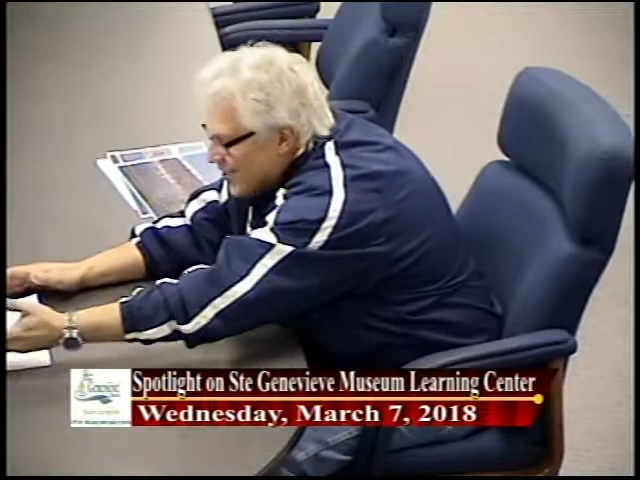 Spotlight on Ste Genevieve Museum Learning Center
Wednesday, March 7, 2018